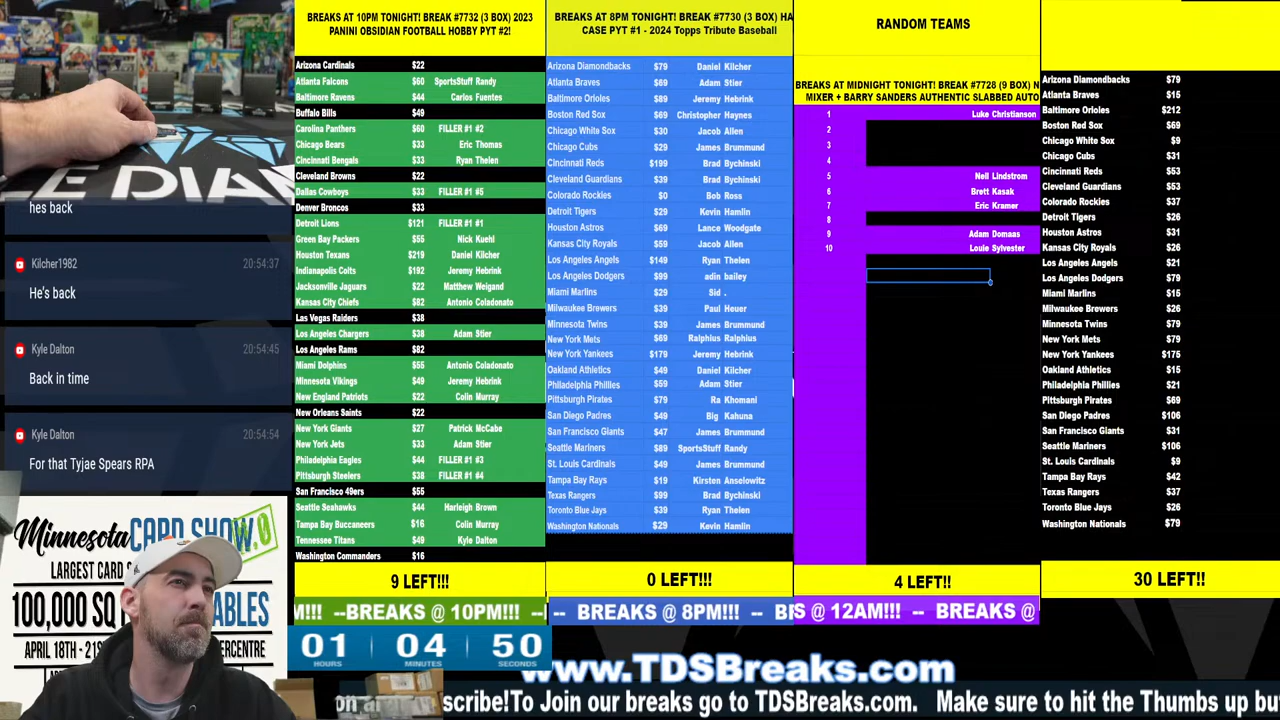 BREAKS AT 10PM TONIGHT! BREAK #7732 (3 BOX) 2023
PANINI OBSIDIAN FOOTBALL HOBBY PYT #2!
Arizona Cardinals $22
Atlanta Falcons $60 SportsStuff Randy
Baltimore Ravens $44 Carlos Fuentes
Buffalo Bills $49
Carolina Panthers $60 FILLER #1 #2
Chicago Bears $33 Eric Thomas
Cincinnati Bengals $33 Ryan Thelen
Cleveland Browns $22
Dallas Cowboys $33 FILLER #1 #5
Denver Broncos $33
Detroit Lions $121 FILLER #1 #1
Green Bay Packers $55 Nick Kuehl
Houston Texans $219 Daniel Kilcher
Indianapolis Colts $192 Jeremy Hebrink
Jacksonville Jaguars $22 Matthew Weigand
Kansas City Chiefs $82 Antonio Coladonato
Las Vegas Raiders $38
Los Angeles Chargers $38 Adam Stier
Los Angeles Rams $82
Miami Dolphins $55 Antonio Coladonato
Minnesota Vikings $49 Jeremy Hebrink
New England Patriots $22 Colin Murray
New Orleans Saints $22
New York Giants $27 Patrick McCabe
New York Jets $33 Adam Stier
Philadelphia Eagles $44 FILLER #1 #3
Pittsburgh Steelers $38 FILLER #1 #4
San Francisco 49ers $55
Seattle Seahawks $44 Harleigh Brown
Tampa Bay Buccaneers $16 Colin Murray
Tennessee Titans $49 Kyle Dalton
Washington Commanders $16
9 LEFT!!!
M!!! --BREAKS @ 10PM!!! --
01 04 50
HOURS MINUTES SECONDS
BREAKS AT 8PM TONIGHT! BREAK #7730 (3 BOX) HA
CASE PYT #1 - 2024 Topps Tribute Baseball
Arizona Diamondbacks $79 Daniel Kilcher
Atlanta Braves $69 Adam Stier
Baltimore Orioles $89 Jeremy Hebrink
Boston Red Sox $69 Christopher Haynes
Chicago White Sox $30 Jacob Allen
Chicago Cubs $29 James Brummund
Cincinnati Reds $199 Brad Bychinski
Cleveland Guardians $39 Brad Bychinski
Colorado Rockies $0 Bob Ross
Detroit Tigers $29 Kevin Hamlin
Houston Astros $69 Lance Woodgate
Kansas City Royals $59 Jacob Allen
Los Angeles Angels $149 Ryan Thelen
Los Angeles Dodgers $99 adin bailey
Miami Marlins $29 Sid .
Milwaukee Brewers $39 Paul Heuer
Minnesota Twins $39 James Brummund
New York Mets $69 Ralphius Ralphius
New York Yankees $179 Jeremy Hebrink
Oakland Athletics $49 Daniel Kilcher
Philadelphia Phillies $59 Adam Stier
Pittsburgh Pirates $79 Ra Khomani
San Diego Padres $49 Big Kahuna
San Francisco Giants $47 James Brummund
Seattle Mariners $89 SportsStuff Randy
St. Louis Cardinals $49 James Brummund
Tampa Bay Rays $19 Kirsten Anselowitz
Texas Rangers $99 Brad Bychinski
Toronto Blue Jays $39 Ryan Thelen
Washington Nationals $29 Kevin Hamlin
0 LEFT!!!
-- BREAKS @ 8PM!!! -- B
RANDOM TEAMS
BREAKS AT MIDNIGHT TONIGHT! BREAK #7728 (9 BOX) N
MIXER + BARRY SANDERS AUTHENTIC SLABBED AUTO
1 Luke Christianson
2
3
4
5 Neil Lindstrom
6 Brett Kasak
7 Eric Kramer
8
9 Adam Domaas
10 Louie Sylvester
4 LEFT!!
S @ 12AM!!! -- BREAKS @
Arizona Diamondbacks $79
Atlanta Braves $15
Baltimore Orioles $212
Boston Red Sox $69
Chicago White Sox $9
Chicago Cubs $31
Cincinnati Reds $53
Cleveland Guardians $53
Colorado Rockies $37
Detroit Tigers $26
Houston Astros $31
Kansas City Royals $26
Los Angeles Angels $21
Los Angeles Dodgers $79
Miami Marlins $15
Milwaukee Brewers $26
Minnesota Twins $79
New York Mets $79
New York Yankees $175
Oakland Athletics $15
Philadelphia Phillies $21
Pittsburgh Pirates $69
San Diego Padres $106
San Francisco Giants $31
Seattle Mariners $106
St. Louis Cardinals $9
Tampa Bay Rays $42
Texas Rangers $37
Toronto Blue Jays $26
Washington Nationals $79
30 LEFT!!
E DIA
hes back
Kilcher1982 20:54:37
He's back
Kyle Dalton 20:54:45
Back in time
Kyle Dalton 20:54:54
For that Tyjae Spears RPA
Minnesota CARD SHOW.0
LARGEST CARD S
100,000 SQ ABLES
APRIL 18TH - 21S ERCENTRE
www.TDSBreaks.com
scribe!To Join our breaks go to TDSBreaks.com. Make sure to hit the Thumbs up bu